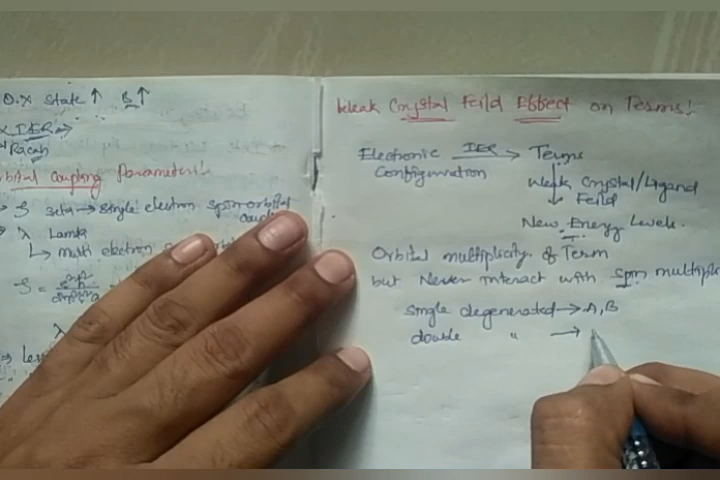 O.X State ↑ B↑
IER →
Racah
orbital Coupling Parameters!
ζ zeta → single electron spin orbital
λ Lamda
↳ multi electron
ζ =
λ
Weak Crystal Feild Effect on Terms!
Electronic IER → Terms
Configuration
Weak Crystal/Ligand
Feild
New Energy Levels.
Orbital multiplicity of Term
but Never interact with spin
single degenerated → A, B
double " →